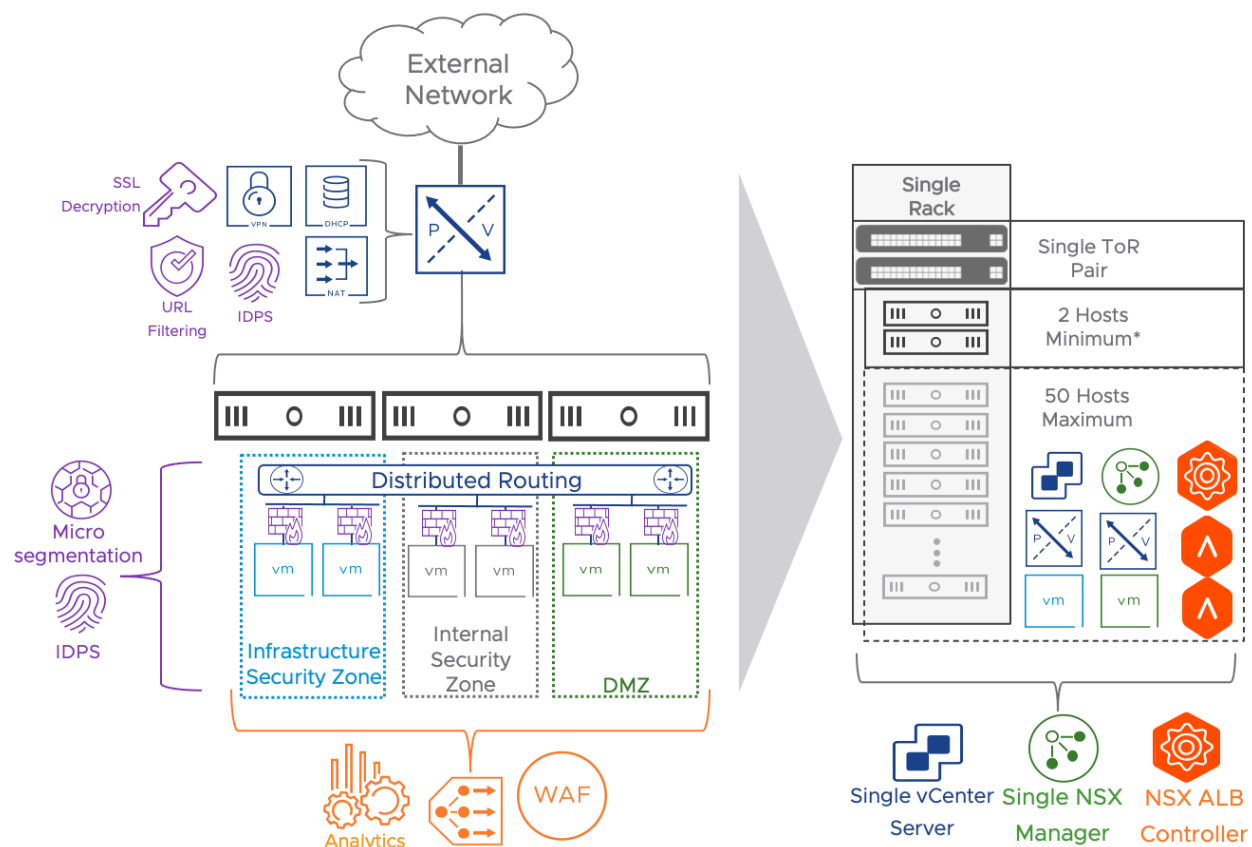 External
Network
SSL
Decryption
VPN
DHCP
P
V
URL
Filtering
IDPS
NAT
Distributed Routing
Micro
segmentation
IDPS
vm
vm
vm
vm
vm
vm
Infrastructure
Security Zone
Internal
Security
Zone
DMZ
Analytics
WAF
Single
Rack
Single ToR
Pair
2 Hosts
Minimum*
50 Hosts
Maximum
P
V
P
V
vm
vm
Single vCenter
Server
Single NSX
Manager
NSX ALB
Controller